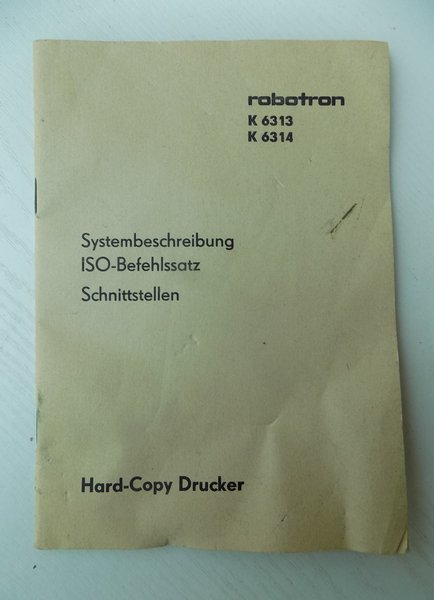 robotron
K 6313
K 6314
Systembeschreibung
ISO-Befehlssatz
Schnittstellen
Hard-Copy Drucker